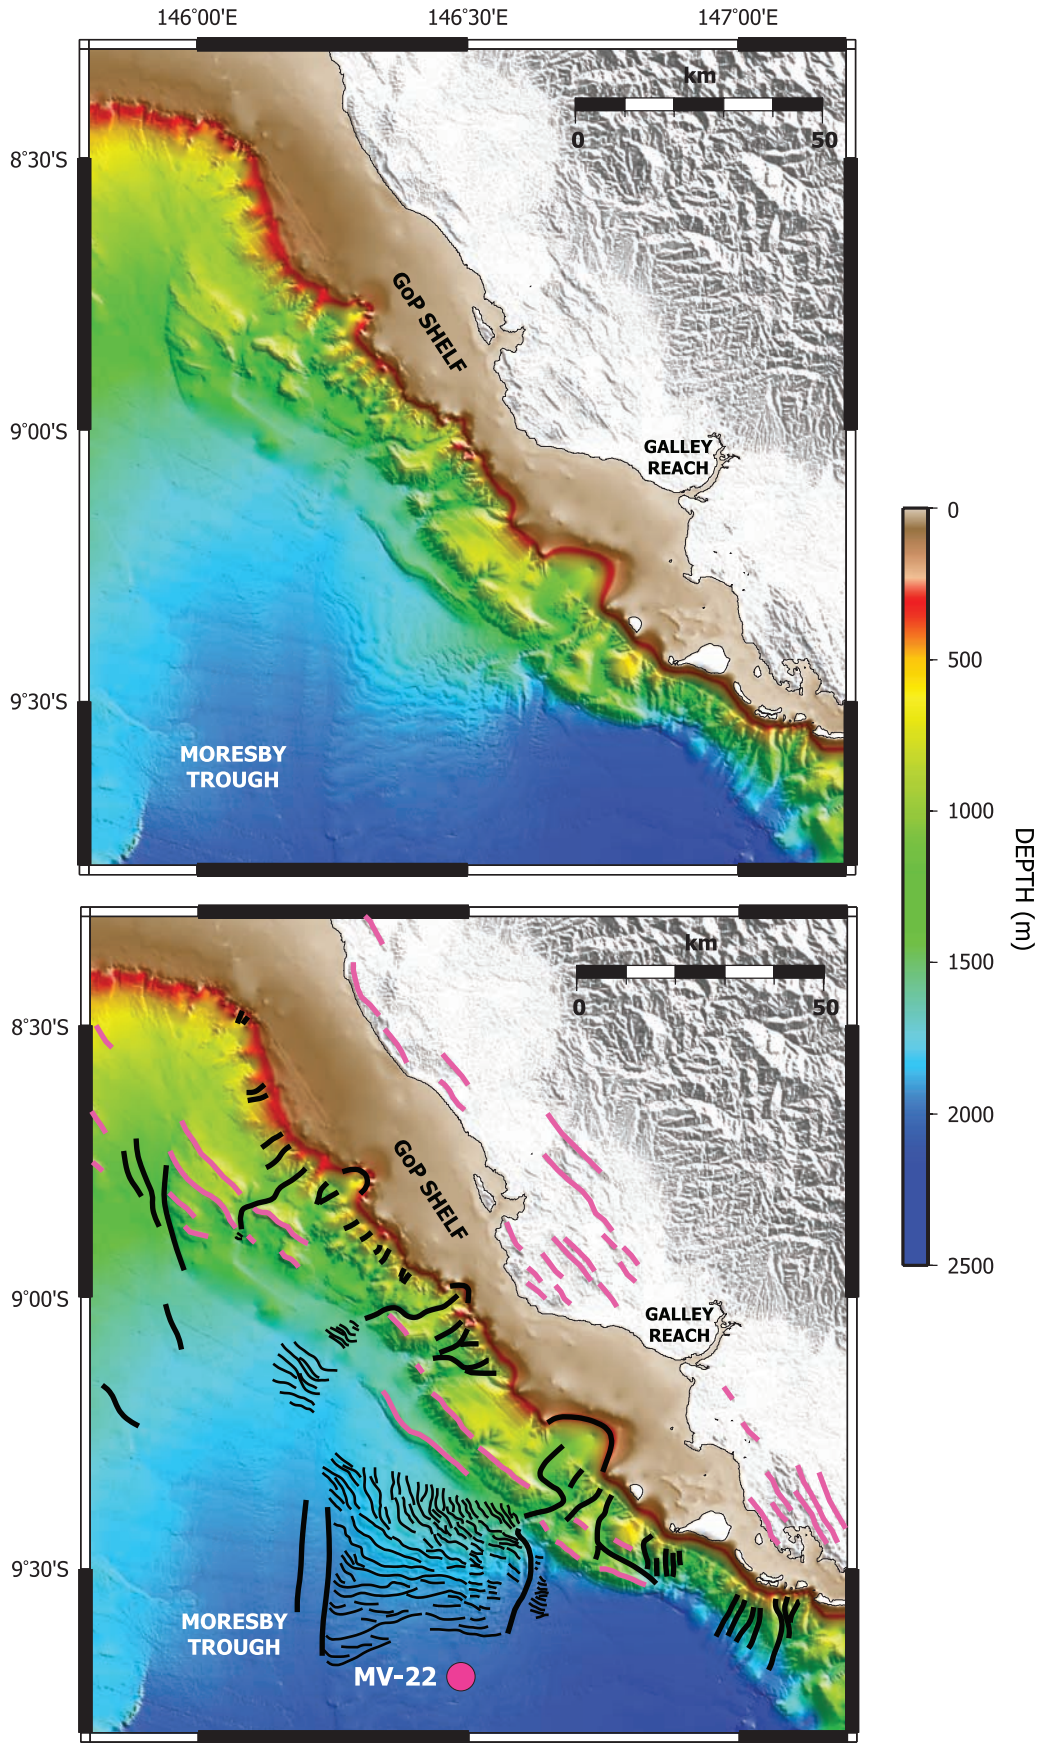 146°00'E 146°30'E 147°00'E
km
0 50
8°30'S
GoP SHELF
9°00'S
GALLEY
REACH
9°30'S
MORESBY
TROUGH
0
500
1000
1500
2000
2500
DEPTH (m)
km
0 50
8°30'S
GoP SHELF
9°00'S
GALLEY
REACH
9°30'S
MORESBY
TROUGH
MV-22